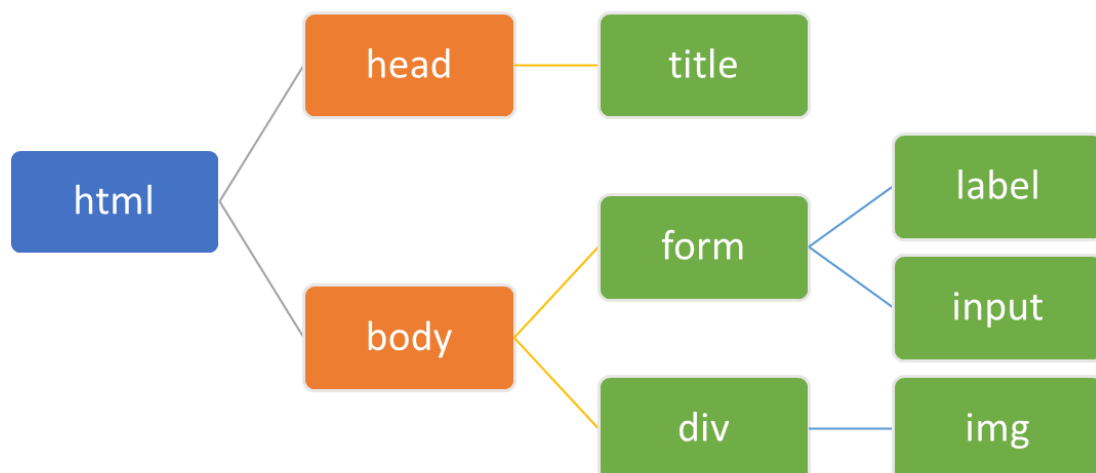 head
title
html
label
form
input
body
div
img